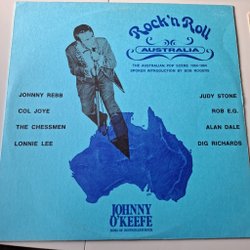 Rock'n Roll
AUSTRALIA
THE AUSTRALIAN POP SCENE 1956-1964
SPOKEN INTRODUCTION BY BOB ROGERS
JOHNNY REBB
COL JOYE
THE CHESSMEN
LONNIE LEE
JUDY STONE
ROB E.G.
ALAN DALE
DIG RICHARDS
JOHNNY
O'KEEFE